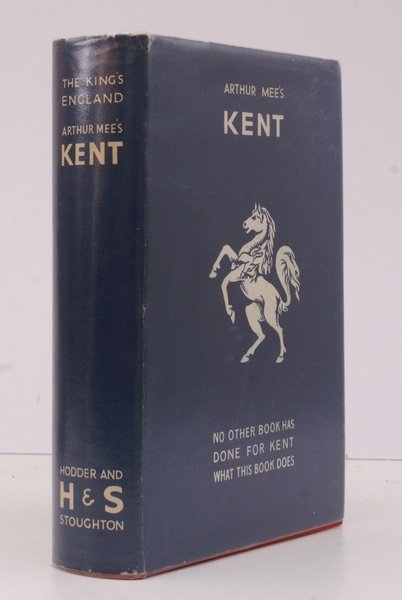 THE KING'S
ENGLAND
ARTHUR MEE'S
KENT
HODDER AND
H & S
STOUGHTON
ARTHUR MEE'S
KENT
NO OTHER BOOK HAS
DONE FOR KENT
WHAT THIS BOOK DOES